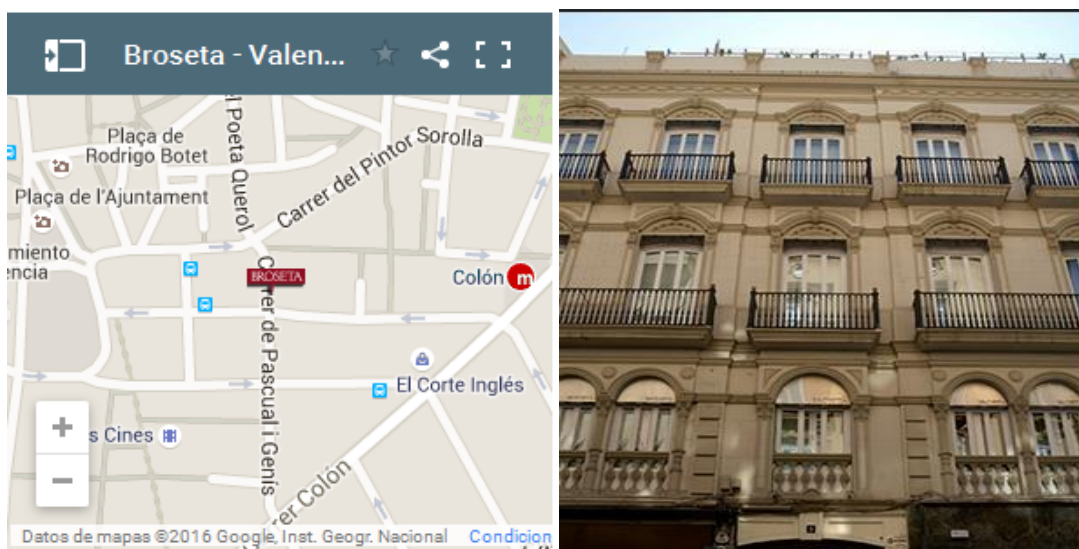 Broseta - Valen...
l Poeta Querol
Carrer del Pintor Sorolla
Plaça de
Rodrigo Botet
Plaça de l'Ajuntament
miento
encia
Colón m
BROSETA
Carrer de Pascual i Genís
El Corte Inglés
s Cines
rer Colón
+
−
Datos de mapas ©2016 Google, Inst. Geogr. Nacional Condicion